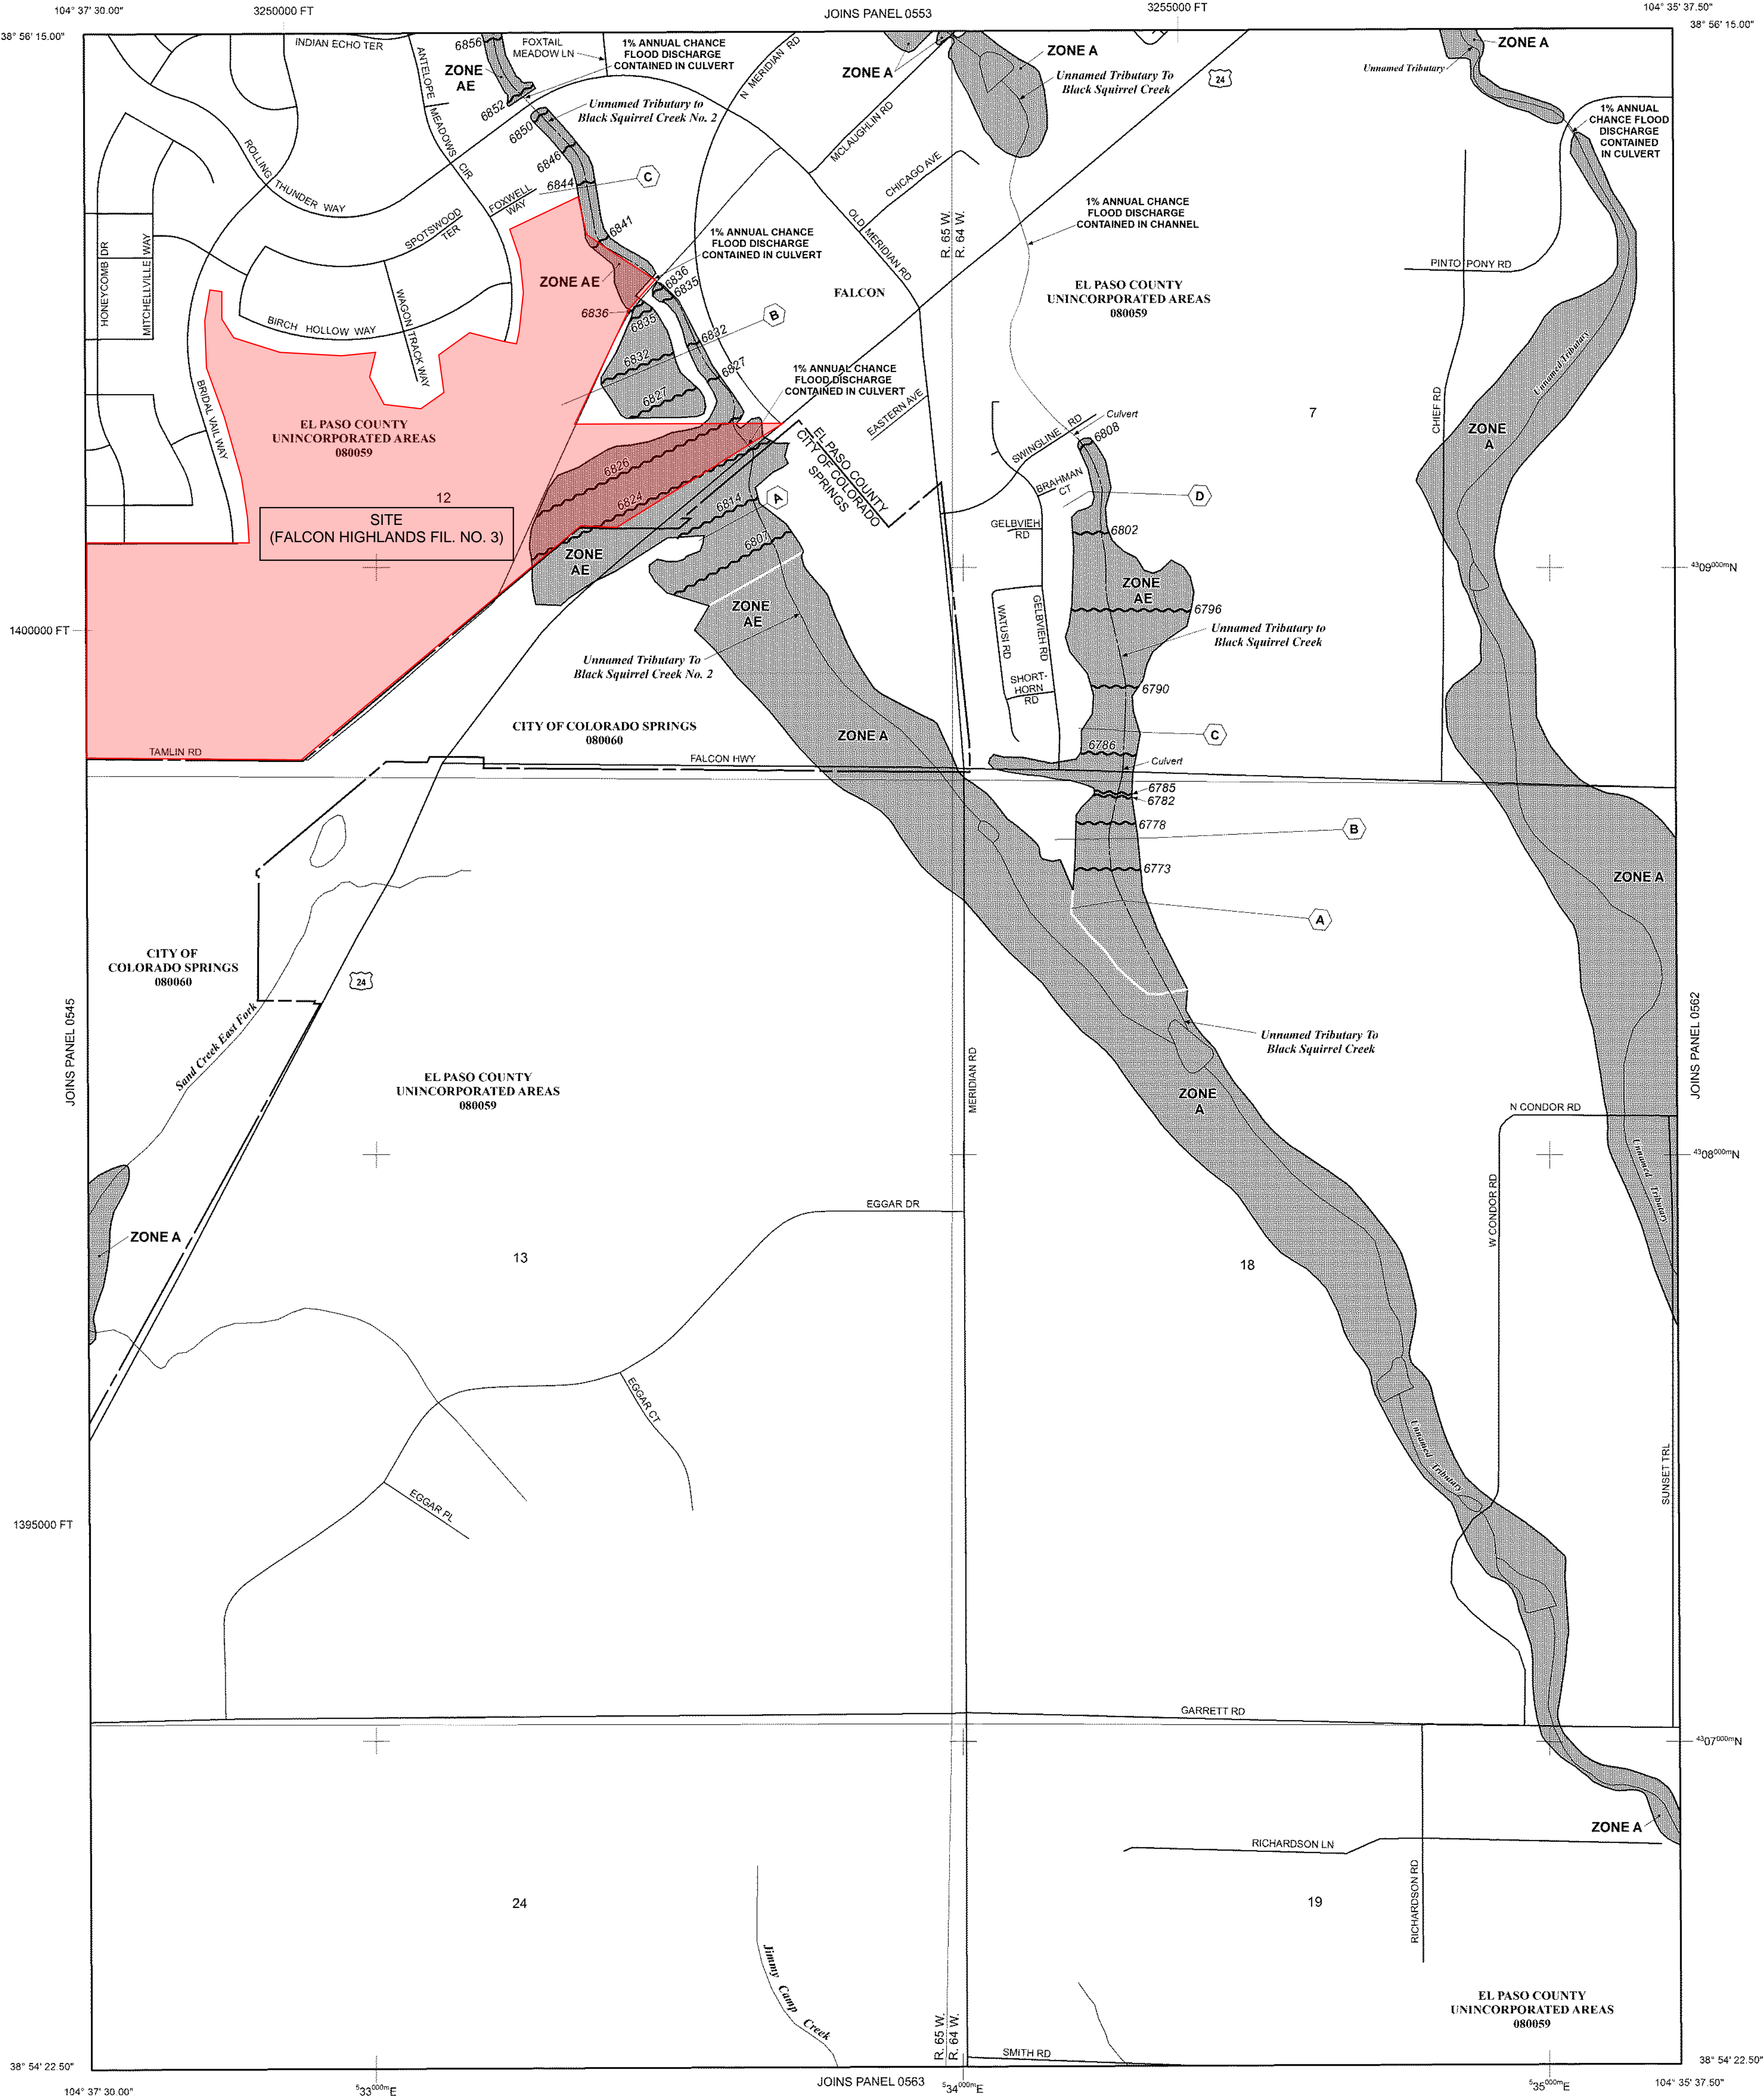 104° 37' 30.00"
3250000 FT
JOINS PANEL 0553
3255000 FT
104° 35' 37.50"
38° 56' 15.00"
38° 56' 15.00"
INDIAN ECHO TER
ANTELOPE MEADOWS CIR
6856
ZONE
AE
FOXTAIL
MEADOW LN
1% ANNUAL CHANCE
FLOOD DISCHARGE
CONTAINED IN CULVERT
N MERIDIAN RD
ZONE A
ZONE A
Unnamed Tributary To
Black Squirrel Creek
24
ZONE A
Unnamed Tributary
1% ANNUAL
CHANCE FLOOD
DISCHARGE
CONTAINED
IN CULVERT
6852
6850
Unnamed Tributary to
Black Squirrel Creek No. 2
6846
6844
C
MCLAUGHLIN RD
CHICAGO AVE
ROLLING THUNDER WAY
FOXWELL
WAY
SPOTSWOOD
TER
OLD MERIDIAN RD
R. 65 W.
R. 64 W.
1% ANNUAL CHANCE
FLOOD DISCHARGE
CONTAINED IN CHANNEL
HONEYCOMB DR
MITCHELLVILLE WAY
6841
1% ANNUAL CHANCE
FLOOD DISCHARGE
CONTAINED IN CULVERT
PINTO PONY RD
ZONE AE
6836
6835
FALCON
EL PASO COUNTY
UNINCORPORATED AREAS
080059
WAGON TRACK WAY
BIRCH HOLLOW WAY
6836
6835
B
6832
6832
6827
6827
1% ANNUAL CHANCE
FLOOD DISCHARGE
CONTAINED IN CULVERT
Unnamed Tributary
BRIDAL VAIL WAY
EL PASO COUNTY
UNINCORPORATED AREAS
080059
EASTERN AVE
EL PASO COUNTY
CITY OF COLORADO
SPRINGS
SWINGLINE RD
Culvert
6808
7
CHIEF RD
ZONE
A
6826
6824
6814
A
12
BRAHMAN
CT
D
SITE
(FALCON HIGHLANDS FIL. NO. 3)
GELBVIEH
RD
6802
6807
ZONE
AE
ZONE
AE
4309000mN
ZONE
AE
WATUSI RD
GELBVIEH RD
6796
1400000 FT
Unnamed Tributary to
Black Squirrel Creek
Unnamed Tributary To
Black Squirrel Creek No. 2
SHORT-
HORN
RD
6790
CITY OF COLORADO SPRINGS
080060
ZONE A
C
TAMLIN RD
FALCON HWY
6786
Culvert
6785
6782
6778
B
6773
ZONE A
A
CITY OF
COLORADO SPRINGS
080060
24
JOINS PANEL 0545
Sand Creek East Fork
JOINS PANEL 0562
Unnamed Tributary To
Black Squirrel Creek
MERIDIAN RD
EL PASO COUNTY
UNINCORPORATED AREAS
080059
ZONE
A
N CONDOR RD
Unnamed Tributary
4308000mN
W CONDOR RD
EGGAR DR
ZONE A
13
18
EGGAR CT
Unnamed Tributary
SUNSET TRL
EGGAR PL
1395000 FT
GARRETT RD
4307000mN
ZONE A
RICHARDSON LN
RICHARDSON RD
24
19
Jimmy Camp Creek
EL PASO COUNTY
UNINCORPORATED AREAS
080059
R. 65 W.
R. 64 W.
SMITH RD
38° 54' 22.50"
38° 54' 22.50"
104° 37' 30.00"
533000mE
JOINS PANEL 0563
534000mE
535000mE
104° 35' 37.50"